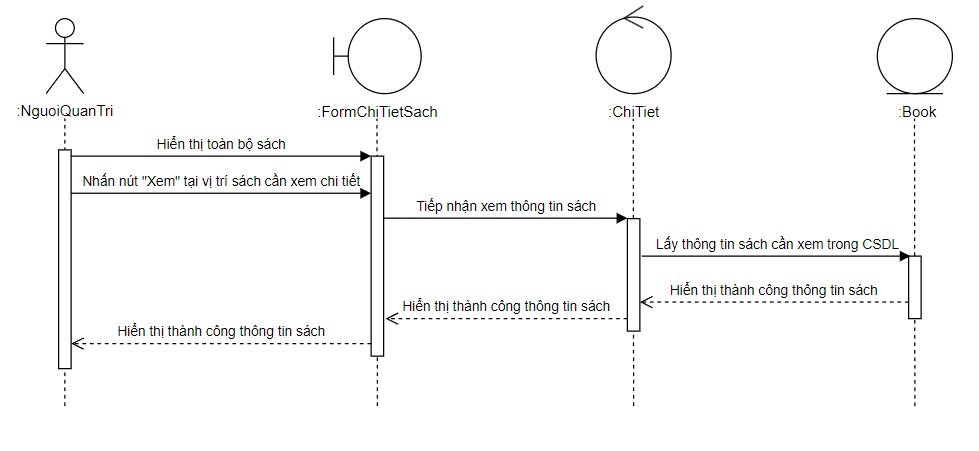 :NguoiQuanTri
:FormChiTietSach
:ChiTiet
:Book
Hiển thị toàn bộ sách
Nhấn nút "Xem" tại vị trí sách cần xem chi tiết
Tiếp nhận xem thông tin sách
Lấy thông tin sách cần xem trong CSDL
Hiển thị thành công thông tin sách
Hiển thị thành công thông tin sách
Hiển thị thành công thông tin sách